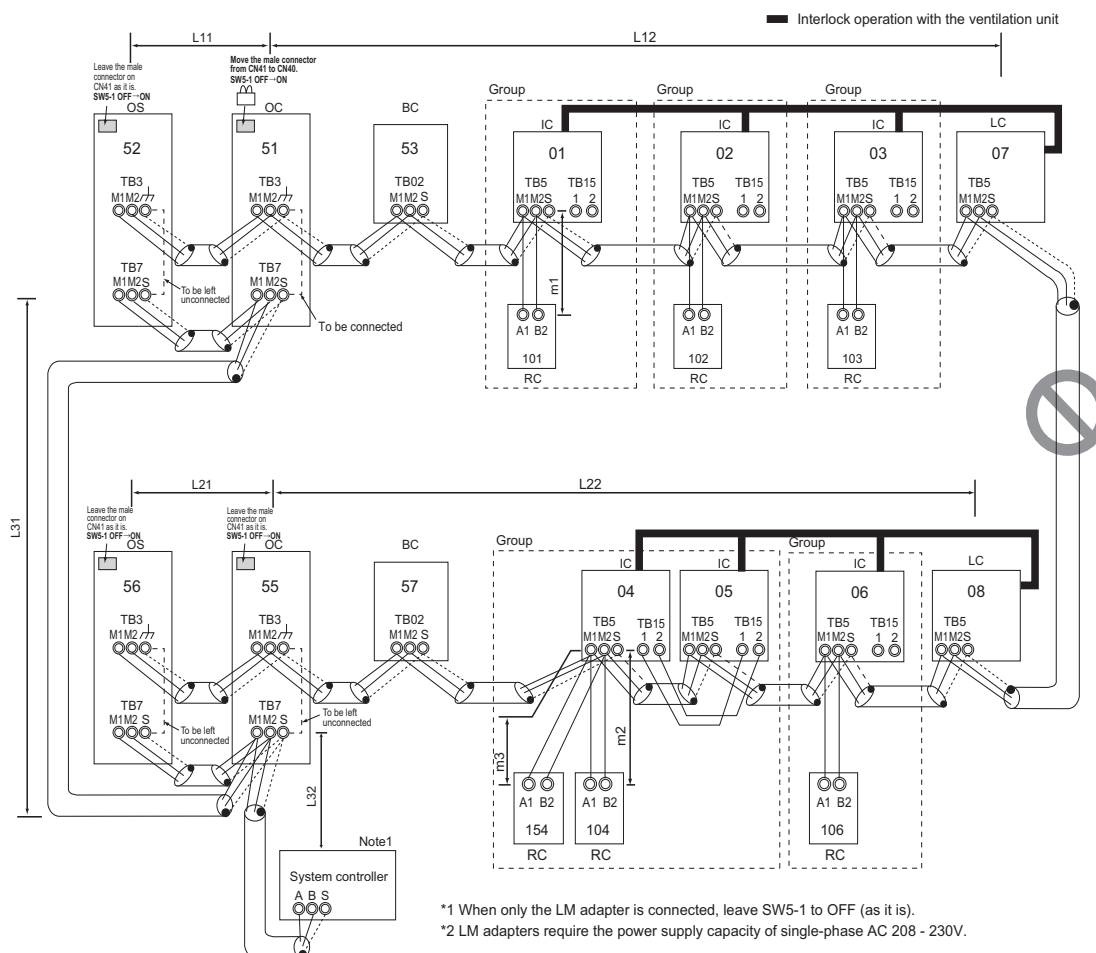 Interlock operation with the ventilation unit
L11
L12
Leave the male
connector on
CN41 as it is.
SW5-1 OFF→ON
Move the male connector
from CN41 to CN40.
SW5-1 OFF→ON
OS
OC
BC
Group
Group
Group
IC
IC
IC
LC
52
51
53
01
02
03
07
TB3
M1M2
TB3
M1M2
TB02
M1M2 S
TB5
M1M2S
TB15
1 2
TB5
M1M2S
TB15
1 2
TB5
M1M2S
TB15
1 2
TB5
M1M2S
TB7
M1M2S
To be left
unconnected
TB7
M1M2 S
To be connected
m1
A1 B2
101
RC
A1 B2
102
RC
A1 B2
103
RC
L31
L21
L22
Leave the male
connector on
CN41 as it is.
SW5-1 OFF→ON
Leave the male
connector on
CN41 as it is.
SW5-1 OFF→ON
OS
OC
BC
Group
Group
IC
IC
IC
LC
56
55
57
04
05
06
08
TB3
M1M2
TB3
M1M2
TB02
M1M2 S
TB5
M1M2S
TB15
1 2
TB5
M1M2S
TB15
1 2
TB5
M1M2S
TB15
1 2
TB5
M1M2S
TB7
M1M2 S
To be left
unconnected
TB7
M1M2 S
To be left
unconnected
L32
m3
m2
A1 B2
154
RC
A1 B2
104
RC
A1 B2
106
RC
Note1
System controller
A B S
*1 When only the LM adapter is connected, leave SW5-1 to OFF (as it is).
*2 LM adapters require the power supply capacity of single-phase AC 208 - 230V.